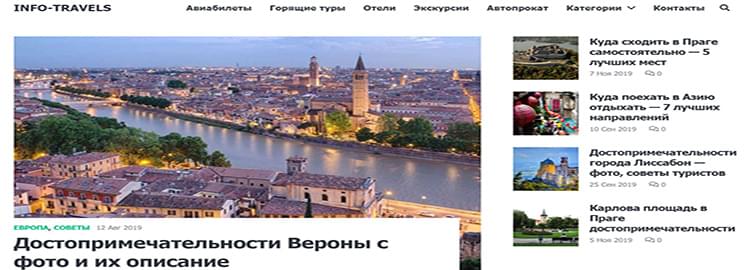 INFO-TRAVELS
Авиабилеты Горящие туры Отели Экскурсии Автопрокат Категории Контакты
ЕВРОПА, СОВЕТЫ 12 Авг 2019
Достопримечательности Вероны с
фото и их описание
Куда сходить в Праге
самостоятельно — 5
лучших мест
7 Ноя 2019 0
Куда поехать в Азию
отдыхать — 7 лучших
направлений
10 Сен 2019 0
Достопримечательности
города Лиссабон —
фото, советы туристов
25 Сен 2019 0
Карлова площадь в
Праге
достопримечательности
5 Ноя 2019 0